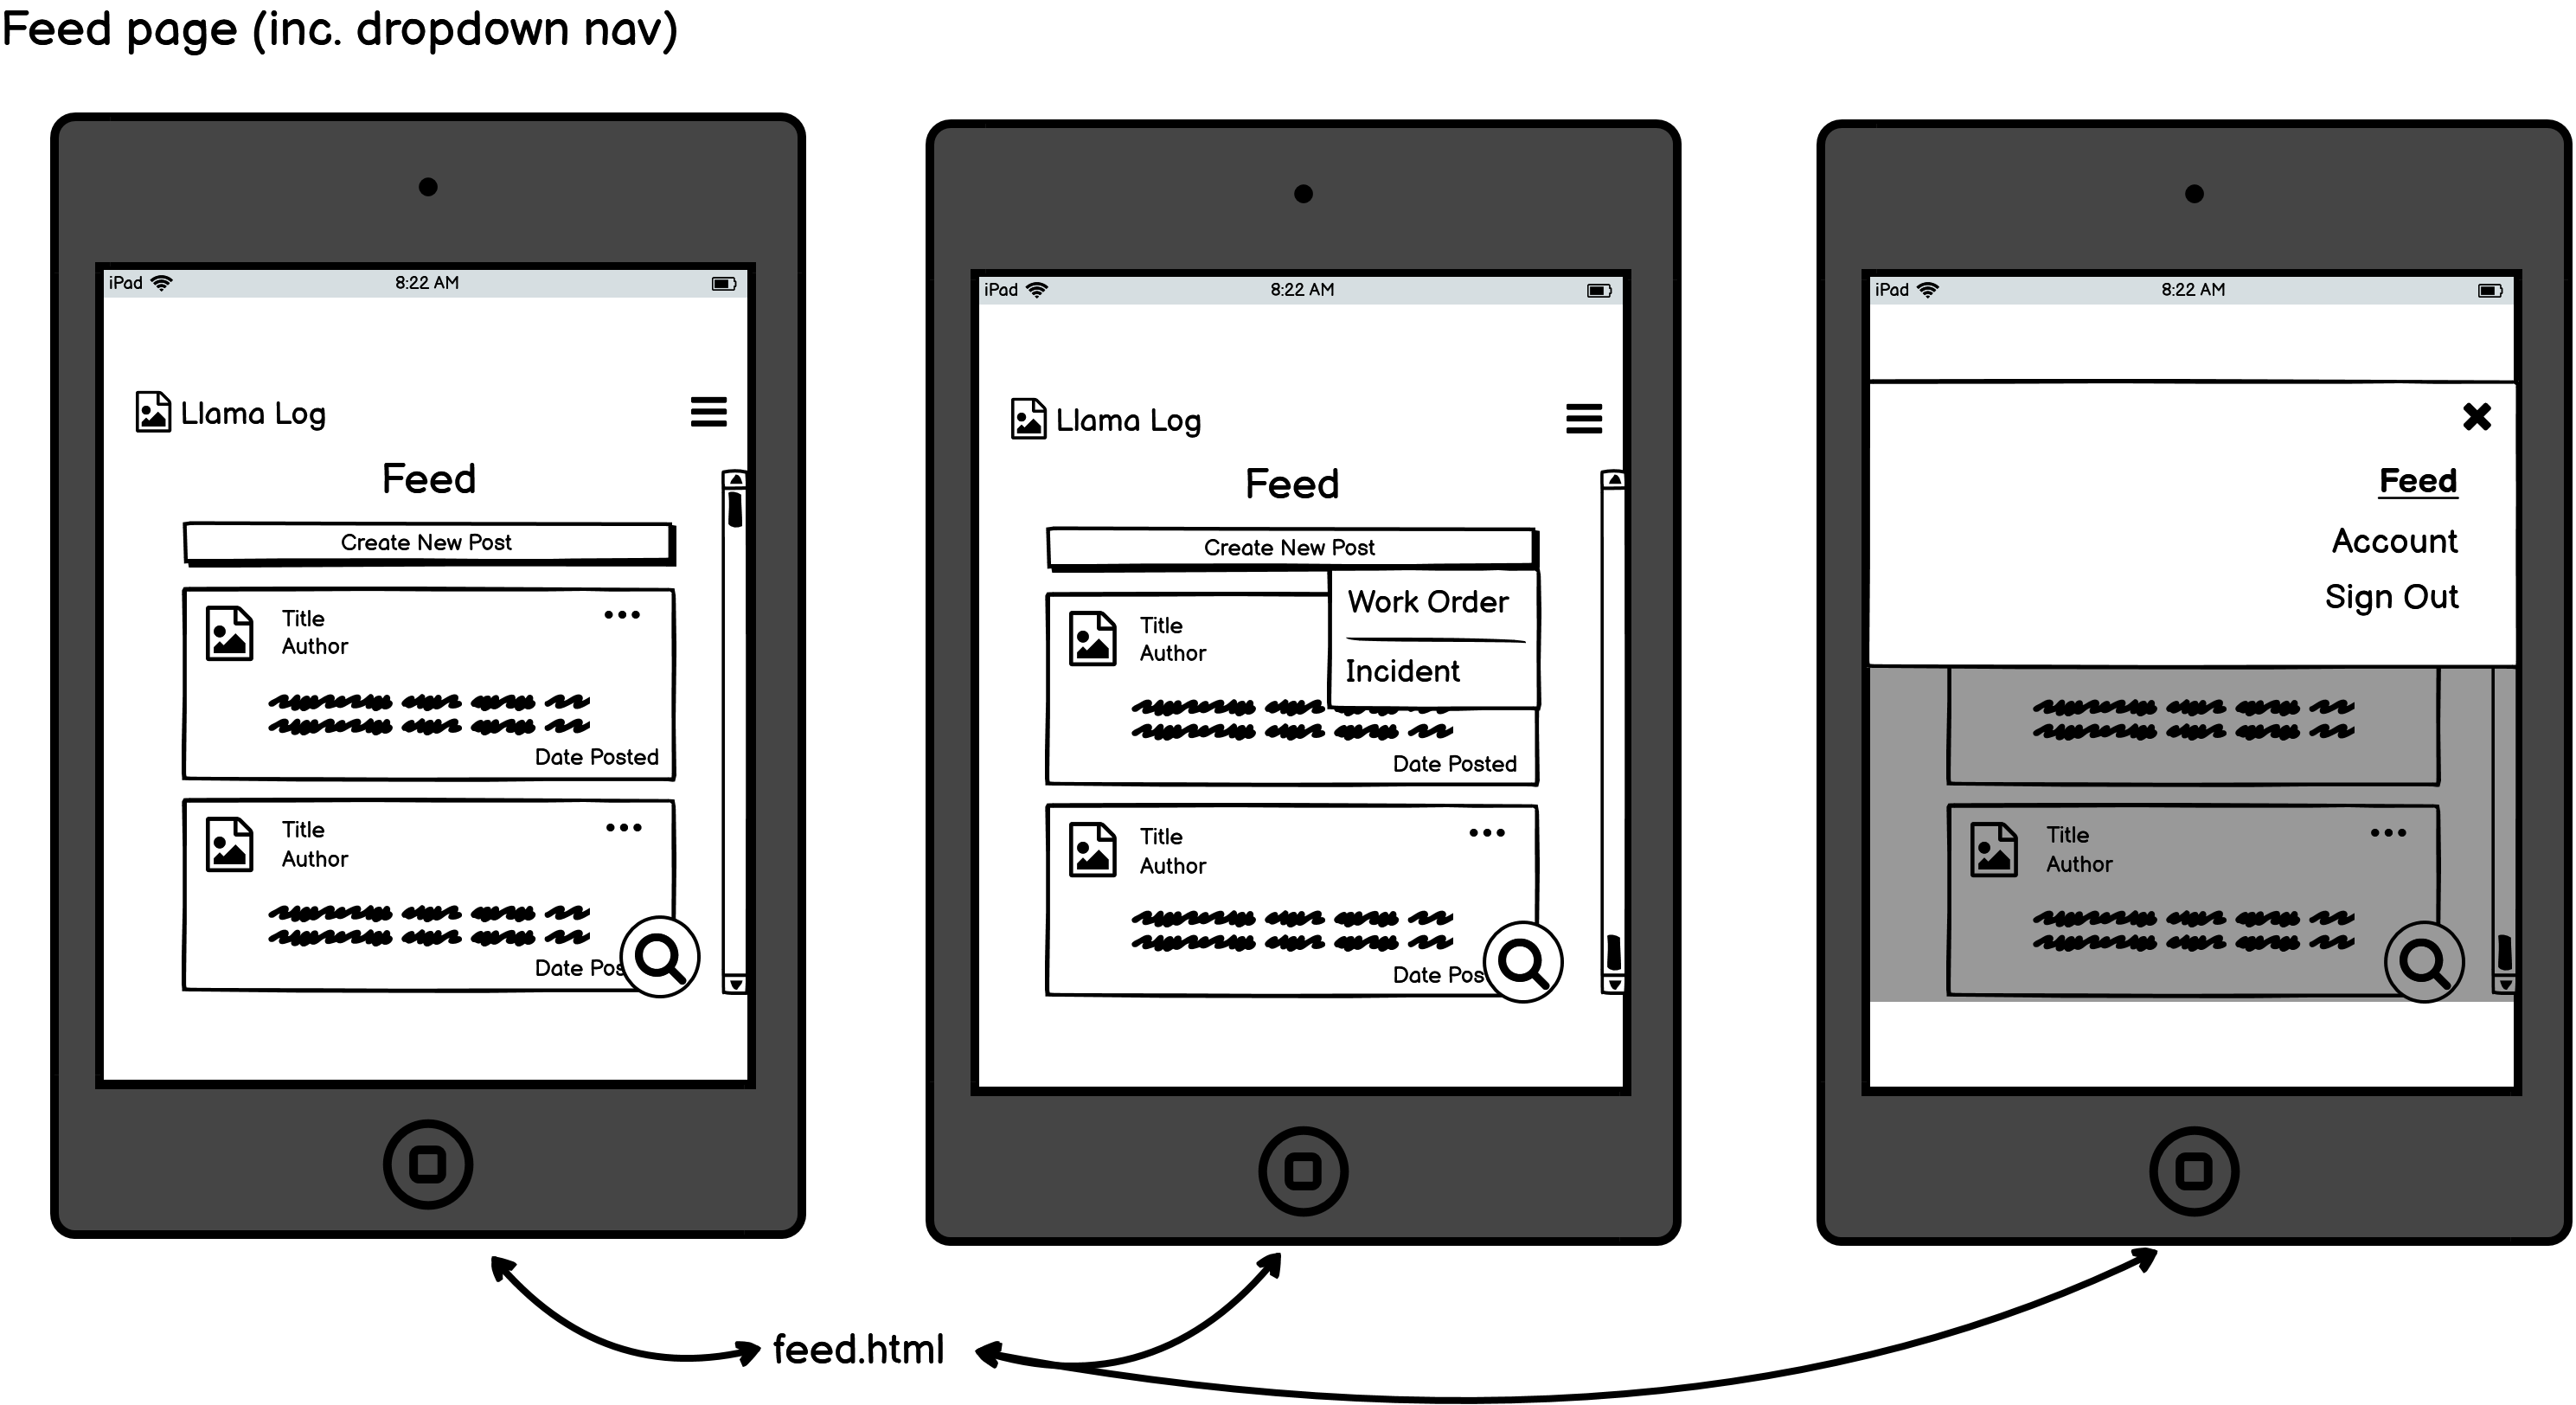 Feed page (inc. dropdown nav)
iPad 8:22 AM
Llama Log
Feed
Create New Post
Title
Author
Date Posted
Title
Author
Date Pos
iPad 8:22 AM
Llama Log
Feed
Create New Post
Work Order
Incident
Title
Author
Date Posted
Title
Author
Date Pos
iPad 8:22 AM
Feed
Account
Sign Out
Title
Author
feed.html